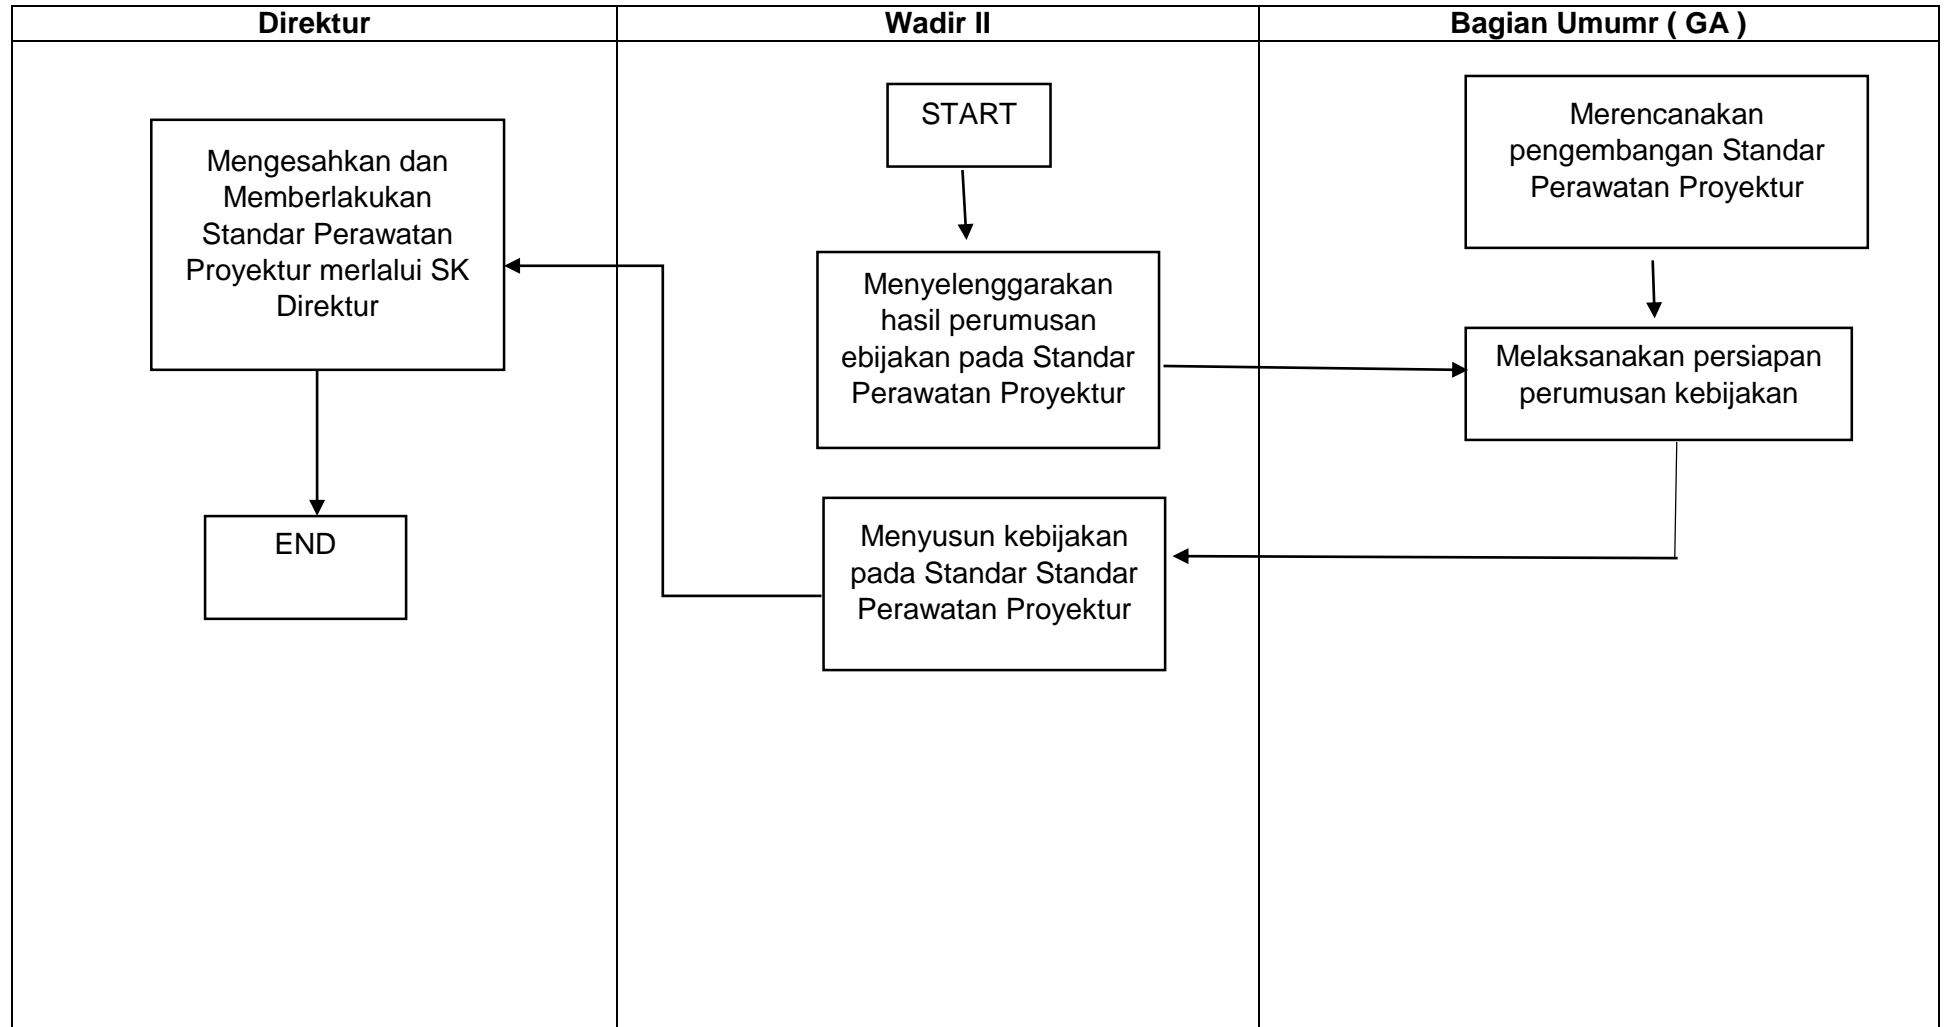 Direktur
Wadir II
Bagian Umumr ( GA )
Mengesahkan dan
Memberlakukan
Standar Perawatan
Proyektur merlalui SK
Direktur
END
START
Menyelenggarakan
hasil perumusan
ebijakan pada Standar
Perawatan Proyektur
Menyusun kebijakan
pada Standar Standar
Perawatan Proyektur
Merencanakan
pengembangan Standar
Perawatan Proyektur
Melaksanakan persiapan
perumusan kebijakan